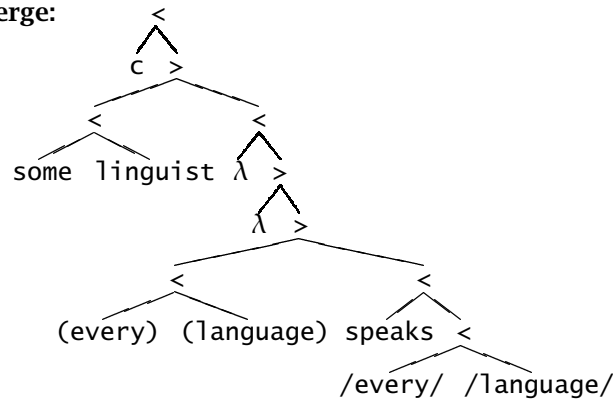 erge:
<
c >
< <
some linguist λ >
λ >
< <
(every) (language) speaks <
/every/ /language/